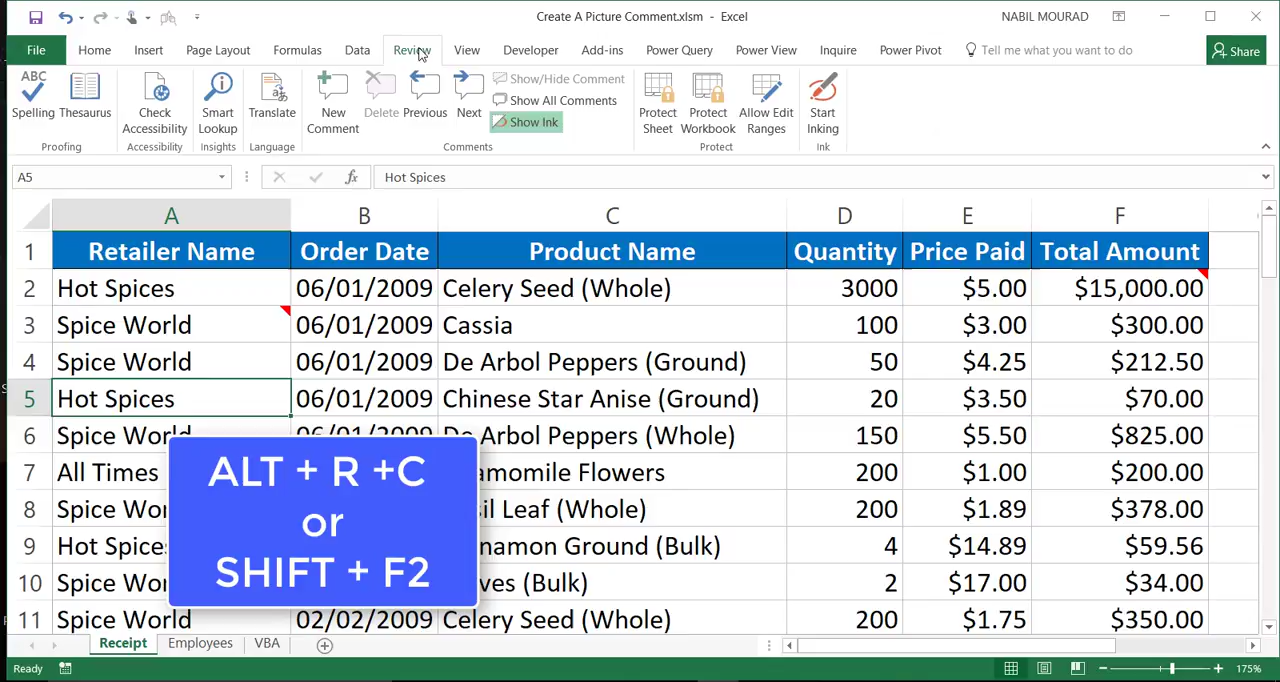 Create A Picture Comment.xlsm - Excel
NABIL MOURAD
File Home Insert Page Layout Formulas Data Review View Developer Add-ins Power Query Power View Inquire Power Pivot Tell me what you want to do Share
ABC
Spelling Thesaurus Check Accessibility Smart Lookup Translate New Comment Delete Previous Next
Show/Hide Comment
Show All Comments
Show Ink
Protect Sheet Protect Workbook Allow Edit Ranges Start Inking
Proofing Accessibility Insights Language Comments Protect Ink
A5 fx Hot Spices
A B C D E F
1 Retailer Name Order Date Product Name Quantity Price Paid Total Amount
2 Hot Spices 06/01/2009 Celery Seed (Whole) 3000 $5.00 $15,000.00
3 Spice World 06/01/2009 Cassia 100 $3.00 $300.00
4 Spice World 06/01/2009 De Arbol Peppers (Ground) 50 $4.25 $212.50
5 Hot Spices 06/01/2009 Chinese Star Anise (Ground) 20 $3.50 $70.00
6 Spice World 06/01/2009 De Arbol Peppers (Whole) 150 $5.50 $825.00
7 All Times amomile Flowers 200 $1.00 $200.00
8 Spice Wor sil Leaf (Whole) 200 $1.89 $378.00
9 Hot Spices nnamon Ground (Bulk) 4 $14.89 $59.56
10 Spice Wor ves (Bulk) 2 $17.00 $34.00
11 Spice World 02/02/2009 Celery Seed (Whole) 200 $1.75 $350.00
ALT + R +C
or
SHIFT + F2
Receipt Employees VBA
Ready 175%